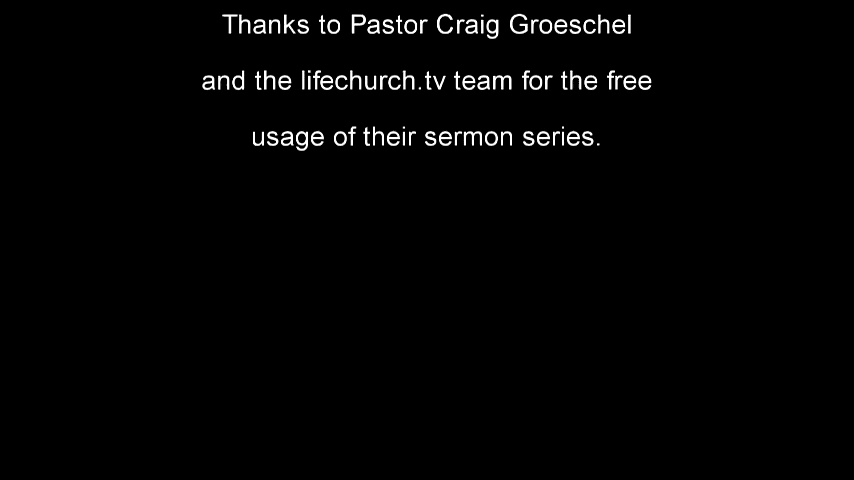 Thanks to Pastor Craig Groeschel
and the lifechurch.tv team for the free
usage of their sermon series.